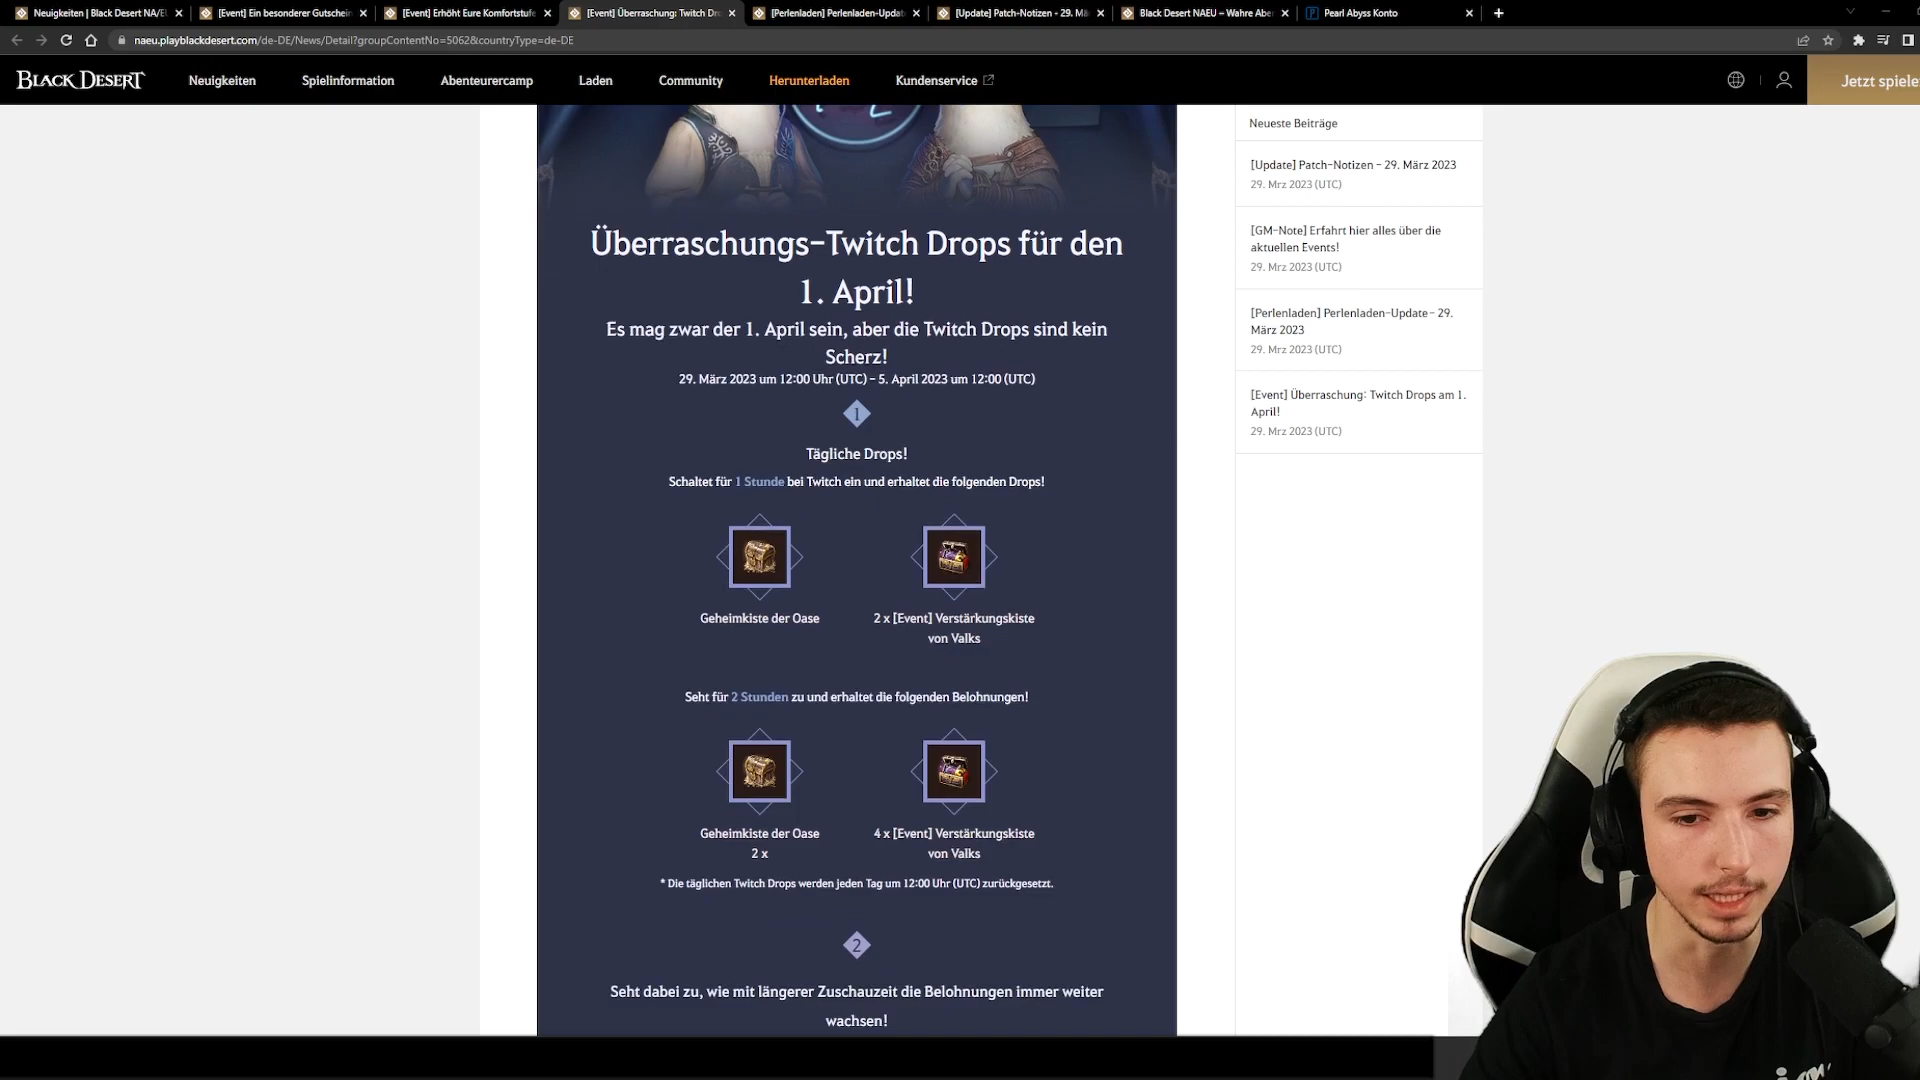 Neuigkeiten | Black Desert NA/E
[Event] Ein besonderer Gutschein
[Event] Erhöht Eure Komfortstufe
[Event] Überraschung: Twitch Dr
[Perlenladen] Perlenladen-Updat
[Update] Patch-Notizen - 29. Mä
Black Desert NAEU – Wahre Abe
Pearl Abyss Konto
naeu.playblackdesert.com/de-DE/News/Detail?groupContentNo=5062&countryType=de-DE
BLACK DESERT
Neuigkeiten
Spielinformation
Abenteurercamp
Laden
Community
Herunterladen
Kundenservice
Jetzt spiele
Überraschungs-Twitch Drops für den
1. April!
Es mag zwar der 1. April sein, aber die Twitch Drops sind kein
Scherz!
29. März 2023 um 12:00 Uhr (UTC) – 5. April 2023 um 12:00 (UTC)
1
Tägliche Drops!
Schaltet für 1 Stunde bei Twitch ein und erhaltet die folgenden Drops!
Geheimkiste der Oase
2 x [Event] Verstärkungskiste
von Valks
Seht für 2 Stunden zu und erhaltet die folgenden Belohnungen!
Geheimkiste der Oase
2 x
4 x [Event] Verstärkungskiste
von Valks
* Die täglichen Twitch Drops werden jeden Tag um 12:00 Uhr (UTC) zurückgesetzt.
2
Seht dabei zu, wie mit längerer Zuschauzeit die Belohnungen immer weiter
wachsen!
Neueste Beiträge
[Update] Patch-Notizen – 29. März 2023
29. Mrz 2023 (UTC)
[GM-Note] Erfahrt hier alles über die
aktuellen Events!
29. Mrz 2023 (UTC)
[Perlenladen] Perlenladen-Update – 29.
März 2023
29. Mrz 2023 (UTC)
[Event] Überraschung: Twitch Drops am 1.
April!
29. Mrz 2023 (UTC)